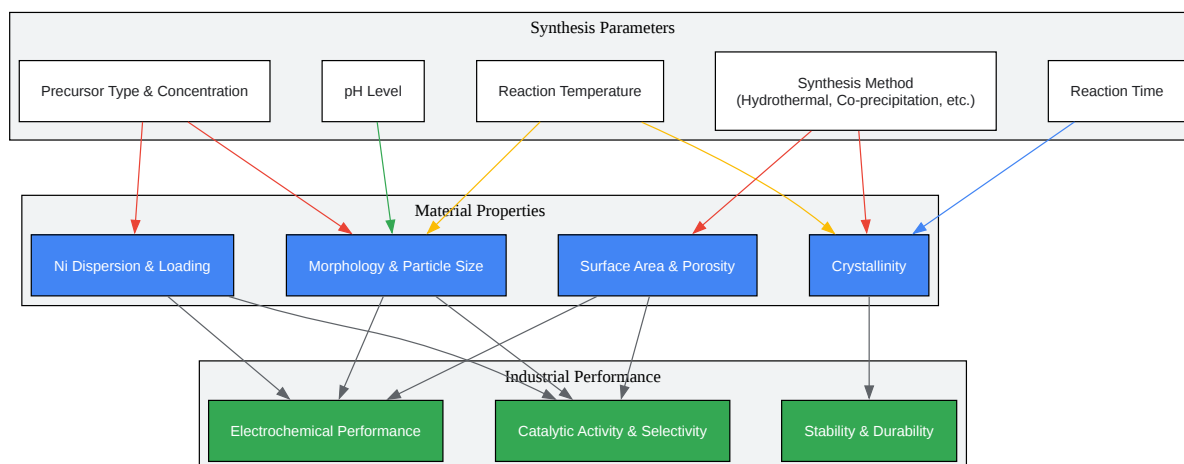 Synthesis Parameters
Precursor Type & Concentration
pH Level
Reaction Temperature
Synthesis Method
(Hydrothermal, Co-precipitation, etc.)
Reaction Time
Material Properties
Ni Dispersion & Loading
Morphology & Particle Size
Surface Area & Porosity
Crystallinity
Industrial Performance
Electrochemical Performance
Catalytic Activity & Selectivity
Stability & Durability